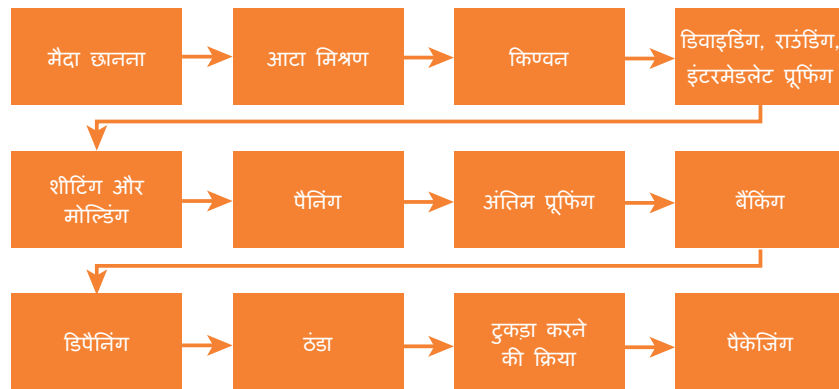 मैदा छानना
आटा मिश्रण
किण्वन
डिवाइडिंग, राउंडिंग,
इंटरमेडलेट प्रूफिंग
शीटिंग और
मोल्डिंग
पैनिंग
अंतिम प्रूफिंग
बैंकिंग
डिपैनिंग
ठंडा
टुकड़ा करने
की क्रिया
पैकेजिंग